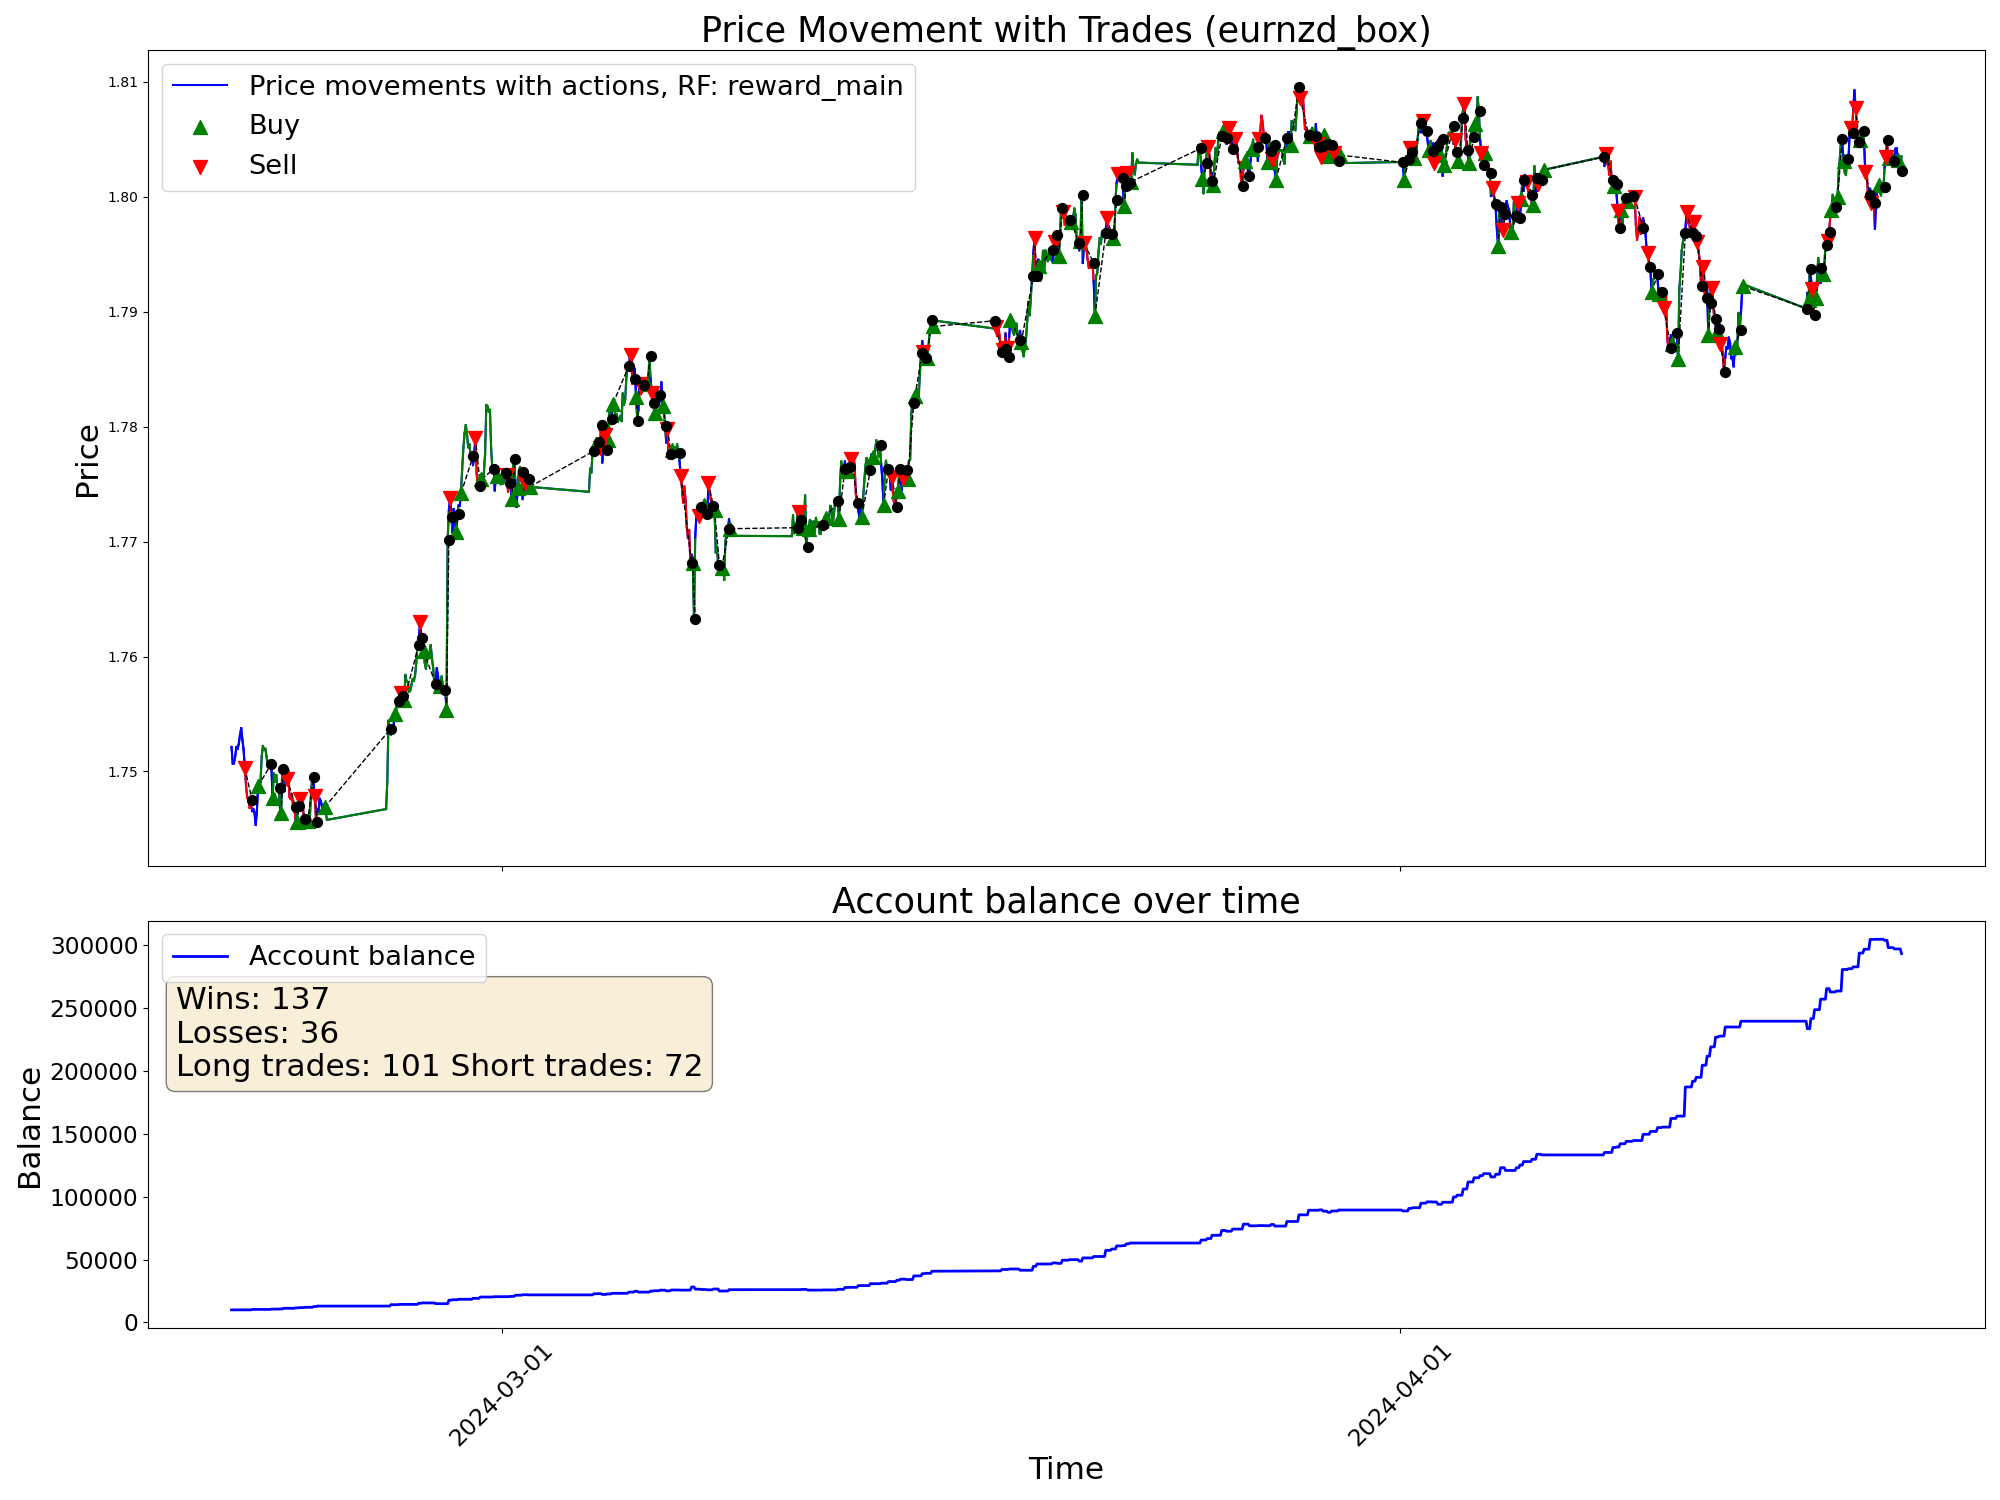 Price Movement with Trades (eurnzd_box)
Price movements with actions, RF: reward_main
Buy
Sell
1.81
1.80
1.79
1.78
1.77
1.76
1.75
Price
Account balance over time
Account balance
Wins: 137
Losses: 36
Long trades: 101 Short trades: 72
300000
250000
200000
150000
100000
50000
0
Balance
2024-03-01
2024-04-01
Time